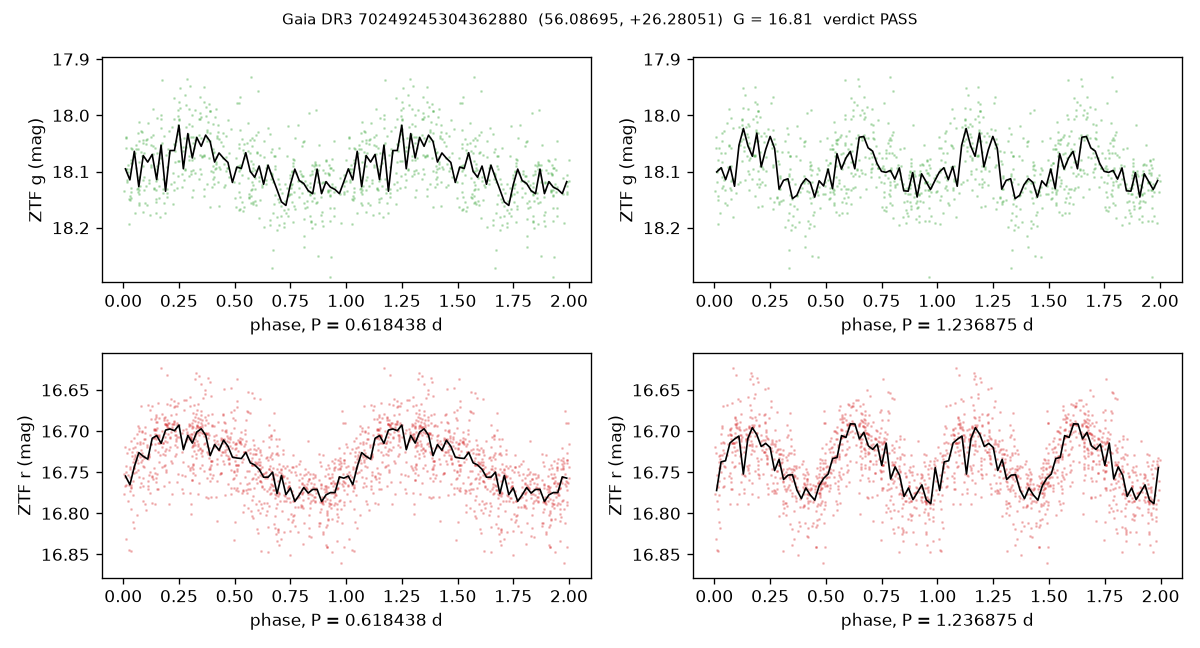 Gaia DR3 70249245304362880 (56.08695, +26.28051) G = 16.81 verdict PASS
17.9
18.0
18.1
18.2
ZTF g (mag)
0.00 0.25 0.50 0.75 1.00 1.25 1.50 1.75 2.00
phase, P = 0.618438 d
17.9
18.0
18.1
18.2
ZTF g (mag)
0.00 0.25 0.50 0.75 1.00 1.25 1.50 1.75 2.00
phase, P = 1.236875 d
16.65
16.70
16.75
16.80
16.85
ZTF r (mag)
0.00 0.25 0.50 0.75 1.00 1.25 1.50 1.75 2.00
phase, P = 0.618438 d
16.65
16.70
16.75
16.80
16.85
ZTF r (mag)
0.00 0.25 0.50 0.75 1.00 1.25 1.50 1.75 2.00
phase, P = 1.236875 d